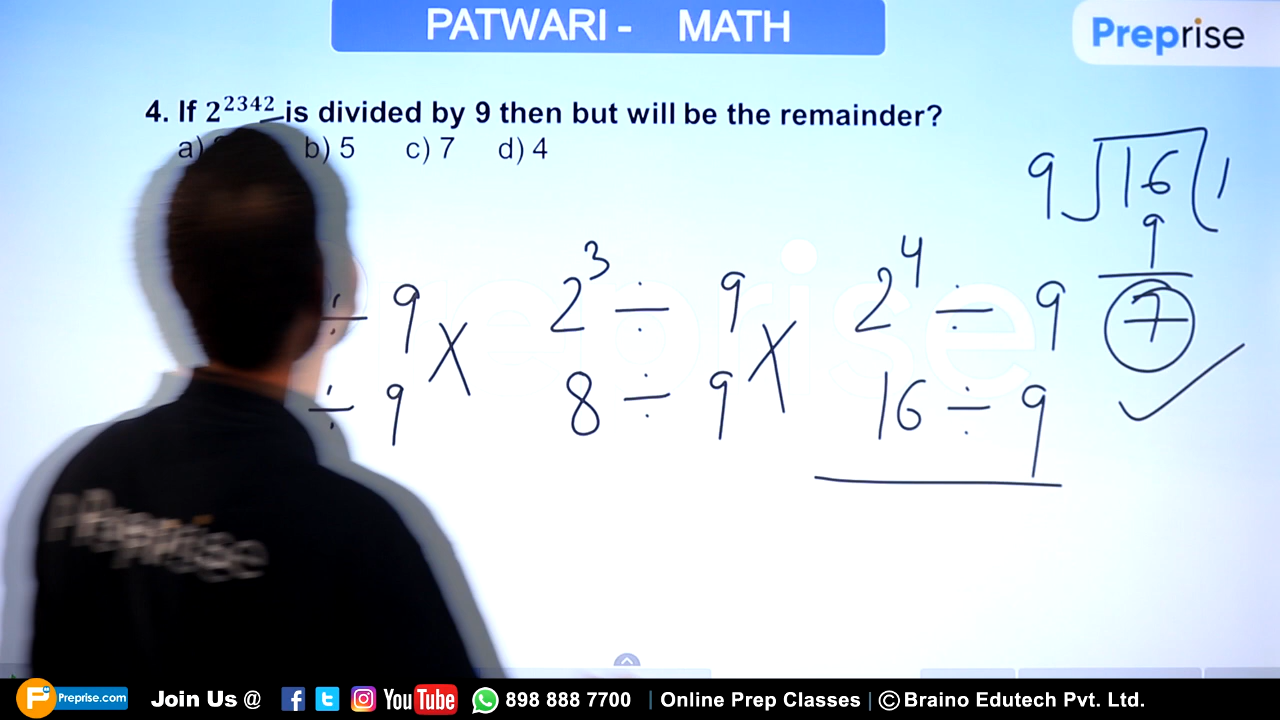 PATWARI - MATH
Preprise
4. If 2^2342 is divided by 9 then but will be the remainder?
a) b) 5 c) 7 d) 4
9 16 1
9
7
÷ 9 2^3 ÷ 9 2^4 ÷ 9
÷ 9 8 ÷ 9 16 ÷ 9
Preprise
Preprise.com Join Us @ YouTube 898 888 7700 | Online Prep Classes | © Braino Edutech Pvt. Ltd.